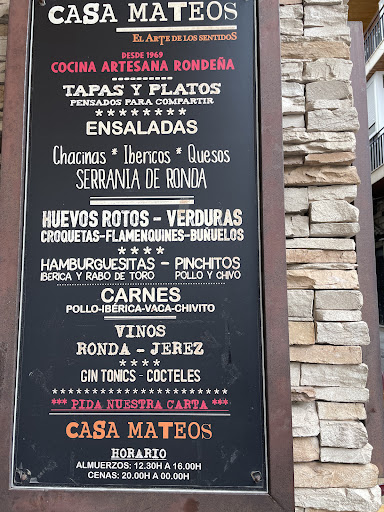 CASA MATEOS
EL ARTE DE LOS SENTIDOS
DESDE 1969
COCINA ARTESANA RONDEÑA
TAPAS Y PLATOS
PENSADOS PARA COMPARTIR
********
ENSALADAS
Chacinas * Ibericos * Quesos
SERRANIA DE RONDA
HUEVOS ROTOS - VERDURAS
CROQUETAS-FLAMENQUINES-BUÑUELOS
****
HAMBURGUESITAS - PINCHITOS
IBERICA Y RABO DE TORO POLLO Y CHIVO
CARNES
POLLO-IBÉRICA-VACA-CHIVITO
VINOS
RONDA - JEREZ
****
GIN TONICS - COCTELES
*** PIDA NUESTRA CARTA ***
CASA MATEOS
HORARIO
ALMUERZOS: 12.30H A 16.00H
CENAS: 20.00H A 00.00H